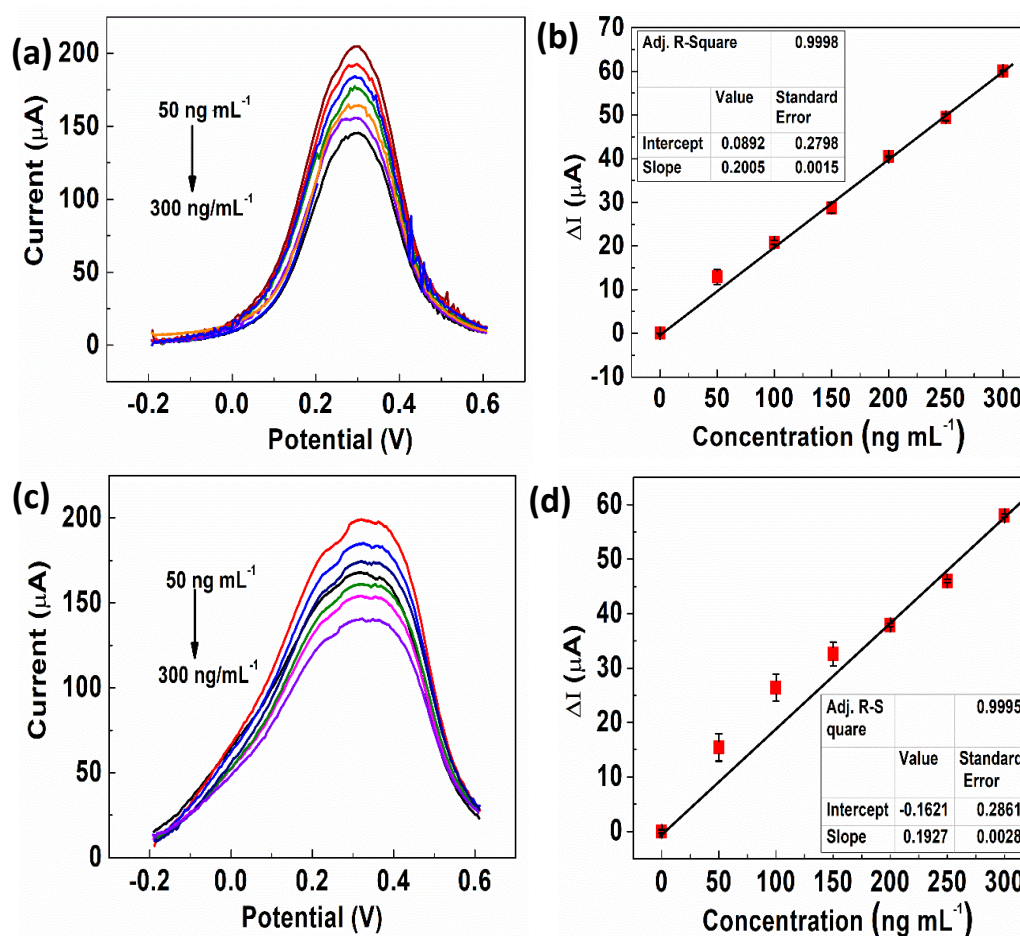 (a)
200
150
100
50
0
Current (μA)
50 ng mL⁻¹
300 ng/mL⁻¹
-0.2 0.0 0.2 0.4 0.6
Potential (V)
(b)
70
60
50
40
30
20
10
0
-10
ΔI (μA)
Adj. R-Square 0.9998
Value Standard
Error
Intercept 0.0892 0.2798
Slope 0.2005 0.0015
0 50 100 150 200 250 300
Concentration (ng mL⁻¹)
(c)
200
150
100
50
0
Current (μA)
50 ng mL⁻¹
300 ng/mL⁻¹
-0.2 0.0 0.2 0.4 0.6
Potential (V)
(d)
60
50
40
30
20
10
0
ΔI (μA)
Adj. R-S 0.9995
quare
Value Standard
Error
Intercept -0.1621 0.2861
Slope 0.1927 0.0028
0 50 100 150 200 250 300
Concentration (ng mL⁻¹)